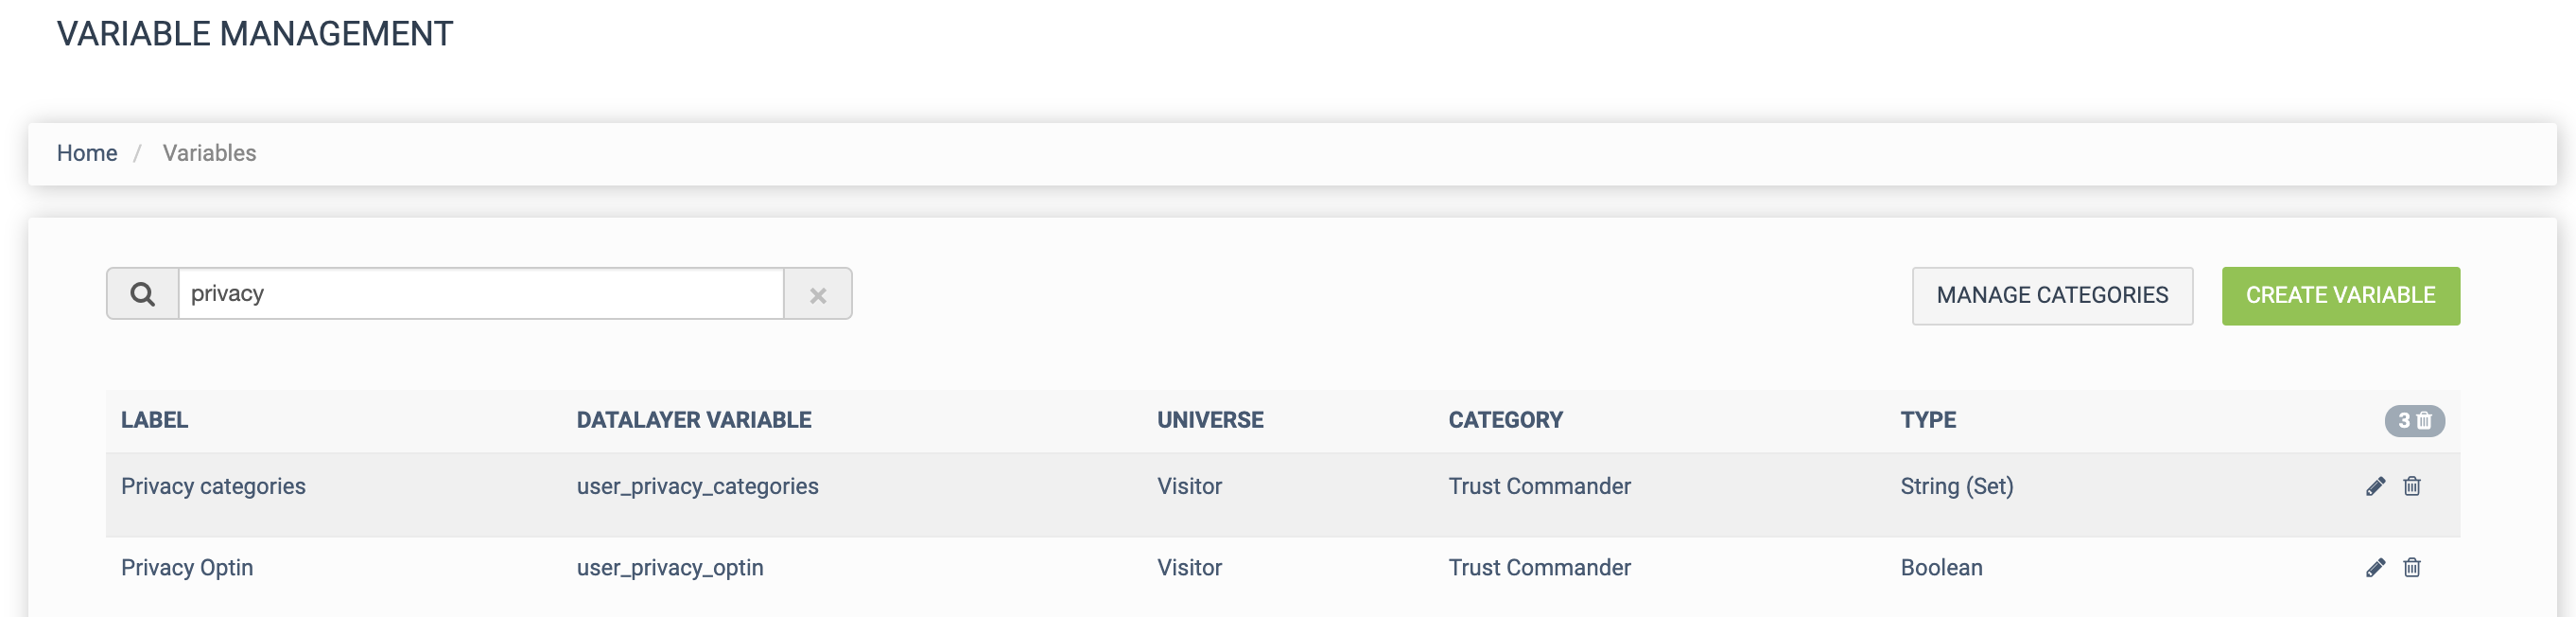 VARIABLE MANAGEMENT
Home / Variables
privacy
MANAGE CATEGORIES CREATE VARIABLE
LABEL DATALAYER VARIABLE UNIVERSE CATEGORY TYPE 3
Privacy categories user_privacy_categories Visitor Trust Commander String (Set)
Privacy Optin user_privacy_optin Visitor Trust Commander Boolean